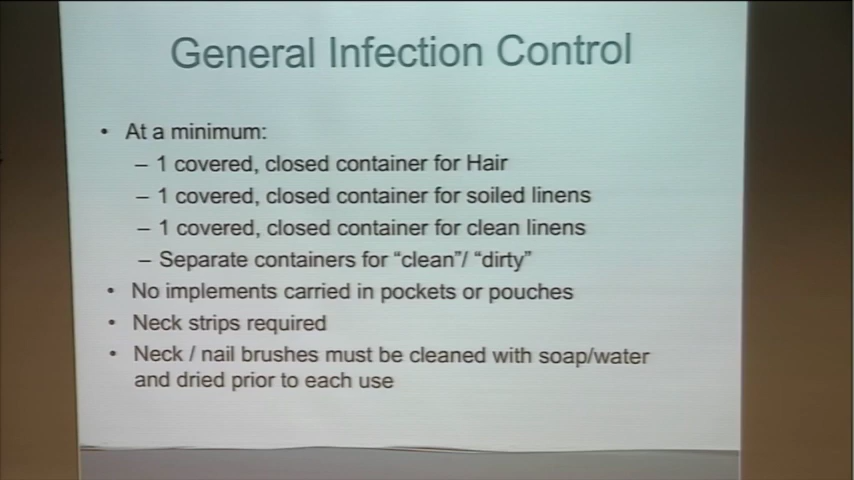 General Infection Control
• At a minimum:
– 1 covered, closed container for Hair
– 1 covered, closed container for soiled linens
– 1 covered, closed container for clean linens
– Separate containers for “clean”/ “dirty”
• No implements carried in pockets or pouches
• Neck strips required
• Neck / nail brushes must be cleaned with soap/water
and dried prior to each use